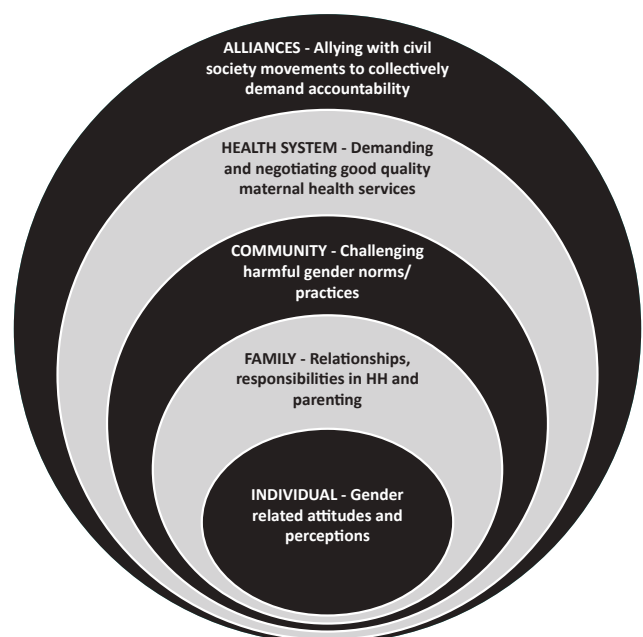 ALLIANCES - Allying with civil
society movements to collectively
demand accountability
HEALTH SYSTEM - Demanding
and negotiating good quality
maternal health services
COMMUNITY - Challenging
harmful gender norms/
practices
FAMILY - Relationships,
responsibilities in HH and
parenting
INDIVIDUAL - Gender
related attitudes and
perceptions